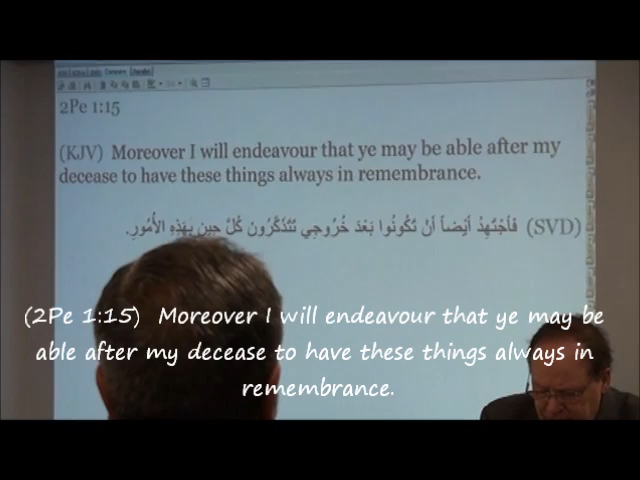 2Pe 1:15
(KJV) Moreover I will endeavour that ye may be able after my
decease to have these things always in remembrance.
(SVD) فَأَجْتَهِدُ أَيْضاً أَنْ تَكُونُوا بَعْدَ خُرُوجِي تَتَذَكَّرُونَ كُلَّ حِينٍ بِهَذِهِ الأُمُورِ.
(2Pe 1:15) Moreover I will endeavour that ye may be
able after my decease to have these things always in
remembrance.